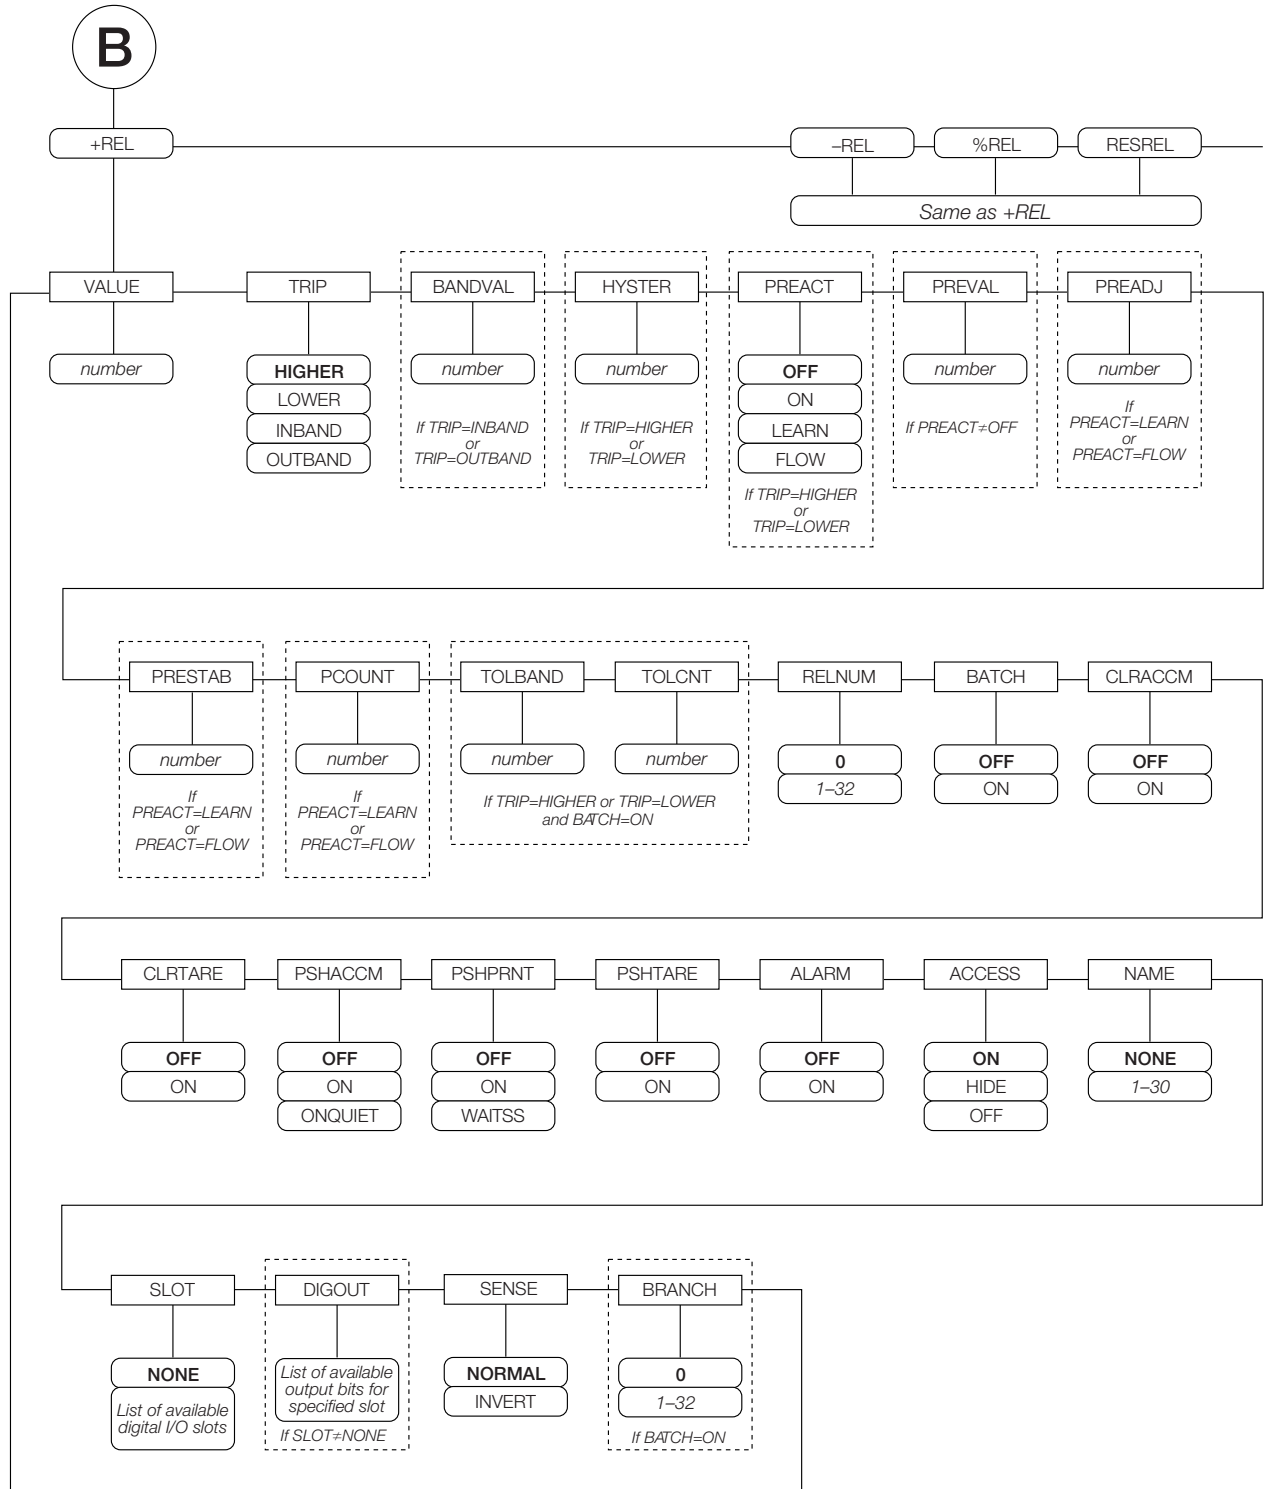 B
+REL
–REL
%REL
RESREL
Same as +REL
VALUE
TRIP
BANDVAL
HYSTER
PREACT
PREVAL
PREADJ
number
HIGHER
LOWER
INBAND
OUTBAND
number
If TRIP=INBAND
or
TRIP=OUTBAND
number
If TRIP=HIGHER
or
TRIP=LOWER
OFF
ON
LEARN
FLOW
If TRIP=HIGHER
or
TRIP=LOWER
number
If PREACT≠OFF
number
If
PREACT=LEARN
or
PREACT=FLOW
PRESTAB
PCOUNT
TOLBAND
TOLCNT
RELNUM
BATCH
CLRACCM
number
If
PREACT=LEARN
or
PREACT=FLOW
number
If
PREACT=LEARN
or
PREACT=FLOW
number
number
If TRIP=HIGHER or TRIP=LOWER
and BATCH=ON
0
1–32
OFF
ON
OFF
ON
CLRTARE
PSHACCM
PSHPRNT
PSHTARE
ALARM
ACCESS
NAME
OFF
ON
OFF
ON
ONQUIET
OFF
ON
WAITSS
OFF
ON
OFF
ON
ON
HIDE
OFF
NONE
1–30
SLOT
DIGOUT
SENSE
BRANCH
NONE
List of available
digital I/O slots
List of available
output bits for
specified slot
If SLOT≠NONE
NORMAL
INVERT
0
1–32
If BATCH=ON